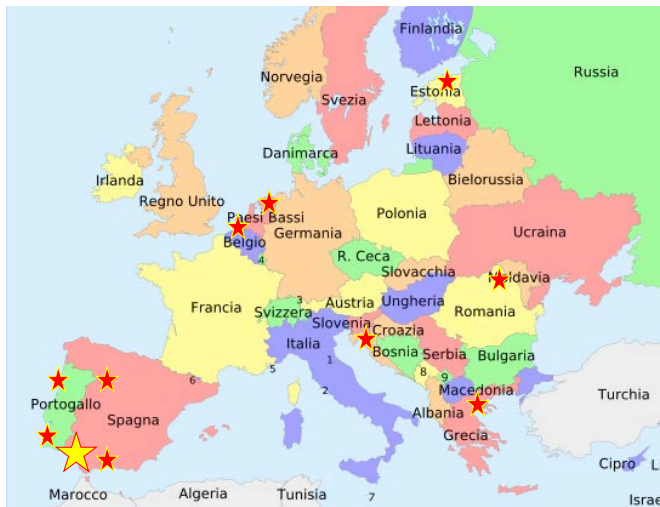 Finlandia
Norvegia
Russia
Svezia
Estonia
Lettonia
Danimarca
Lituania
Irlanda
Bielorussia
Regno Unito
Paesi Bassi
Polonia
Germania
Ucraina
Belgio
4
R. Ceca
Slovacchia
Moldavia
Francia
3
Austria
Ungheria
Svizzera
Romania
Slovenia
Croazia
Italia
Bosnia
Serbia
Bulgaria
1
5
6
8
9
2
Macedonia
Turchia
Portogallo
Spagna
Albania
Grecia
Cipro
L
Marocco
Algeria
Tunisia
7
Israe